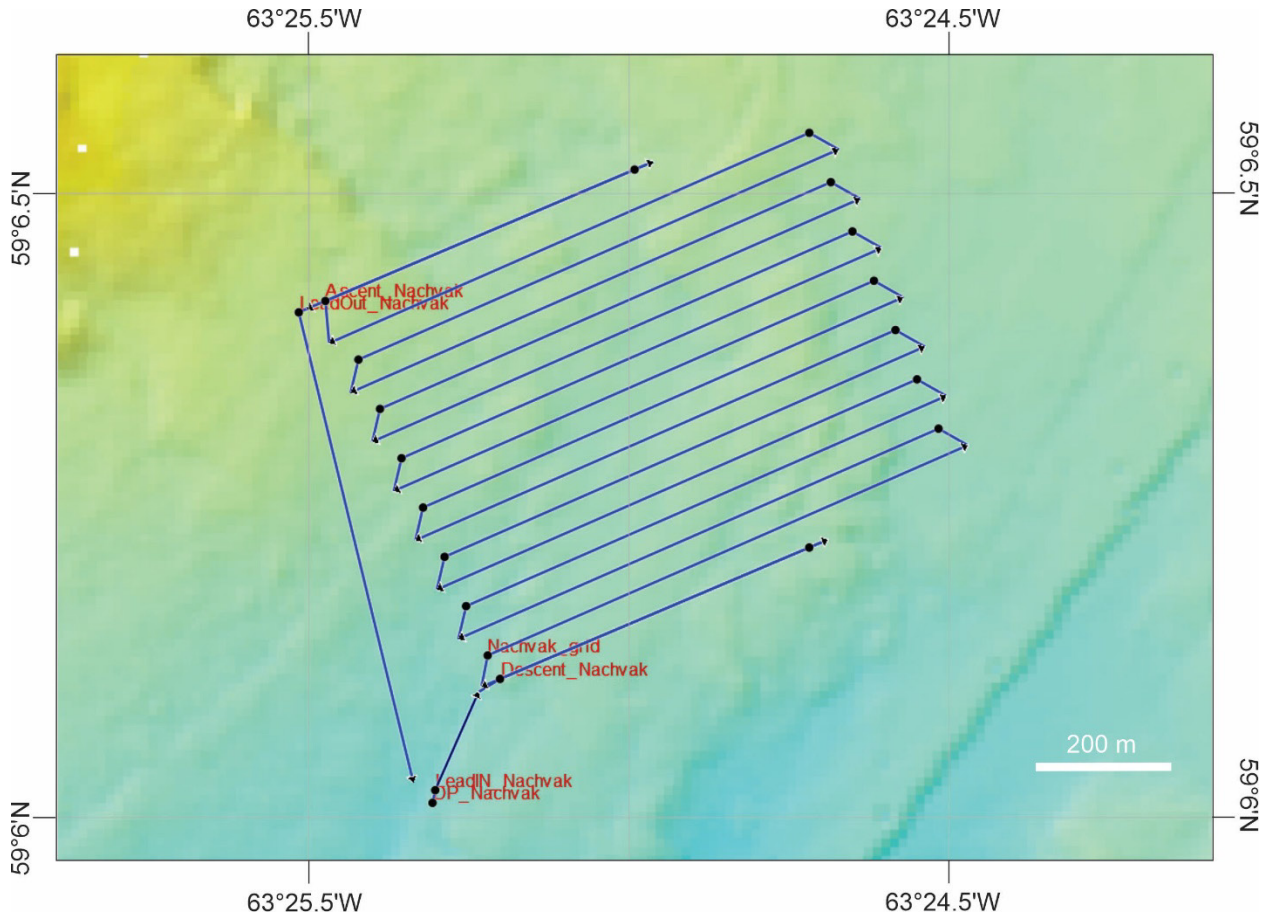 63°25.5'W
63°24.5'W
59°6.5'N
59°6.5'N
Ascent_Nachvak
LeadOut_Nachvak
Nachvak_grid
Descent_Nachvak
200 m
LeadIN_Nachvak
DP_Nachvak
59°6'N
59°6'N
63°25.5'W
63°24.5'W